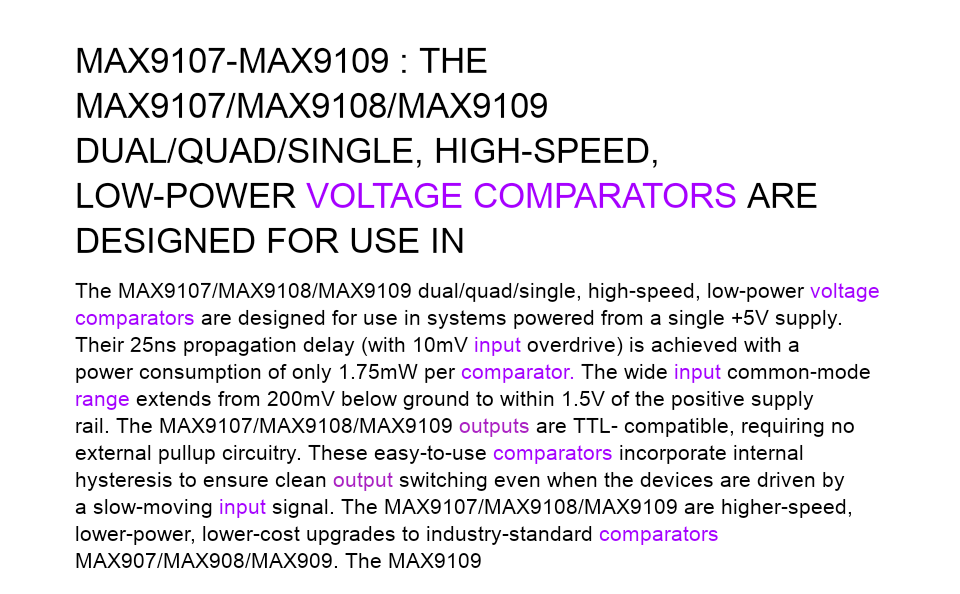 MAX9107-MAX9109 : THE
MAX9107/MAX9108/MAX9109
DUAL/QUAD/SINGLE, HIGH-SPEED,
LOW-POWER VOLTAGE COMPARATORS ARE
DESIGNED FOR USE IN
The MAX9107/MAX9108/MAX9109 dual/quad/single, high-speed, low-power voltage
comparators are designed for use in systems powered from a single +5V supply.
Their 25ns propagation delay (with 10mV input overdrive) is achieved with a
power consumption of only 1.75mW per comparator. The wide input common-mode
range extends from 200mV below ground to within 1.5V of the positive supply
rail. The MAX9107/MAX9108/MAX9109 outputs are TTL- compatible, requiring no
external pullup circuitry. These easy-to-use comparators incorporate internal
hysteresis to ensure clean output switching even when the devices are driven by
a slow-moving input signal. The MAX9107/MAX9108/MAX9109 are higher-speed,
lower-power, lower-cost upgrades to industry-standard comparators
MAX907/MAX908/MAX909. The MAX9109